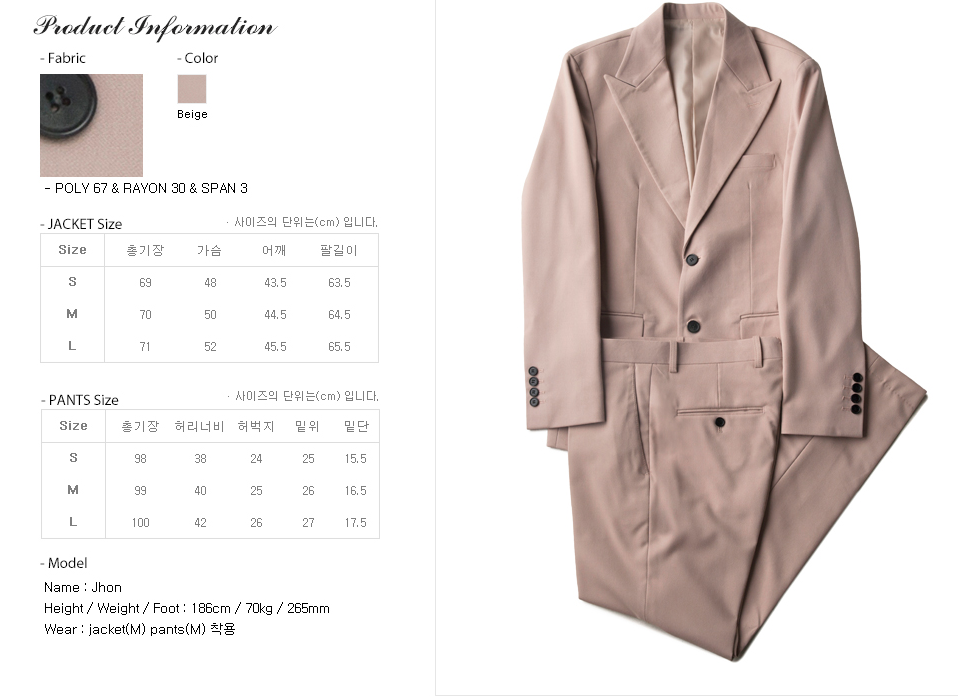 Product Information
- Fabric
- Color
Beige
- POLY 67 & RAYON 30 & SPAN 3
- JACKET Size
· 사이즈의 단위는(cm) 입니다.
Size 총기장 가슴 어깨 팔길이
S 69 48 43.5 63.5
M 70 50 44.5 64.5
L 71 52 45.5 65.5
- PANTS Size
· 사이즈의 단위는(cm) 입니다.
Size 총기장 허리너비 허벅지 밑위 밑단
S 98 38 24 25 15.5
M 99 40 25 26 16.5
L 100 42 26 27 17.5
- Model
Name : Jhon
Height / Weight / Foot : 186cm / 70kg / 265mm
Wear : jacket(M) pants(M) 착용